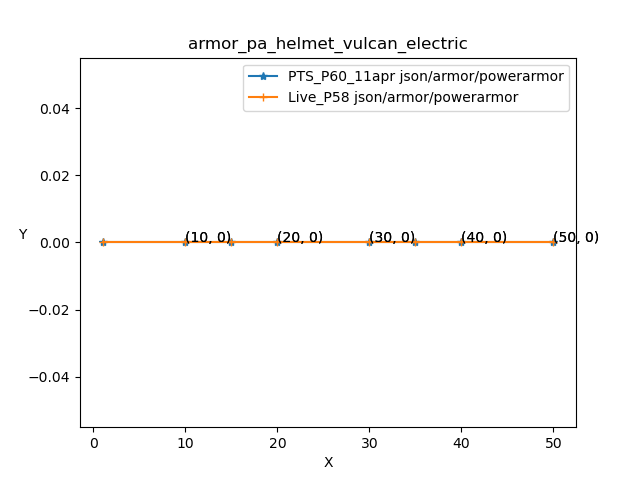 armor_pa_helmet_vulcan_electric
PTS_P60_11apr json/armor/powerarmor
Live_P58 json/armor/powerarmor
0.04
0.02
0.00
−0.02
−0.04
Y
(10, 0) (20, 0) (30, 0) (40, 0) (50, 0)
0 10 20 30 40 50
X